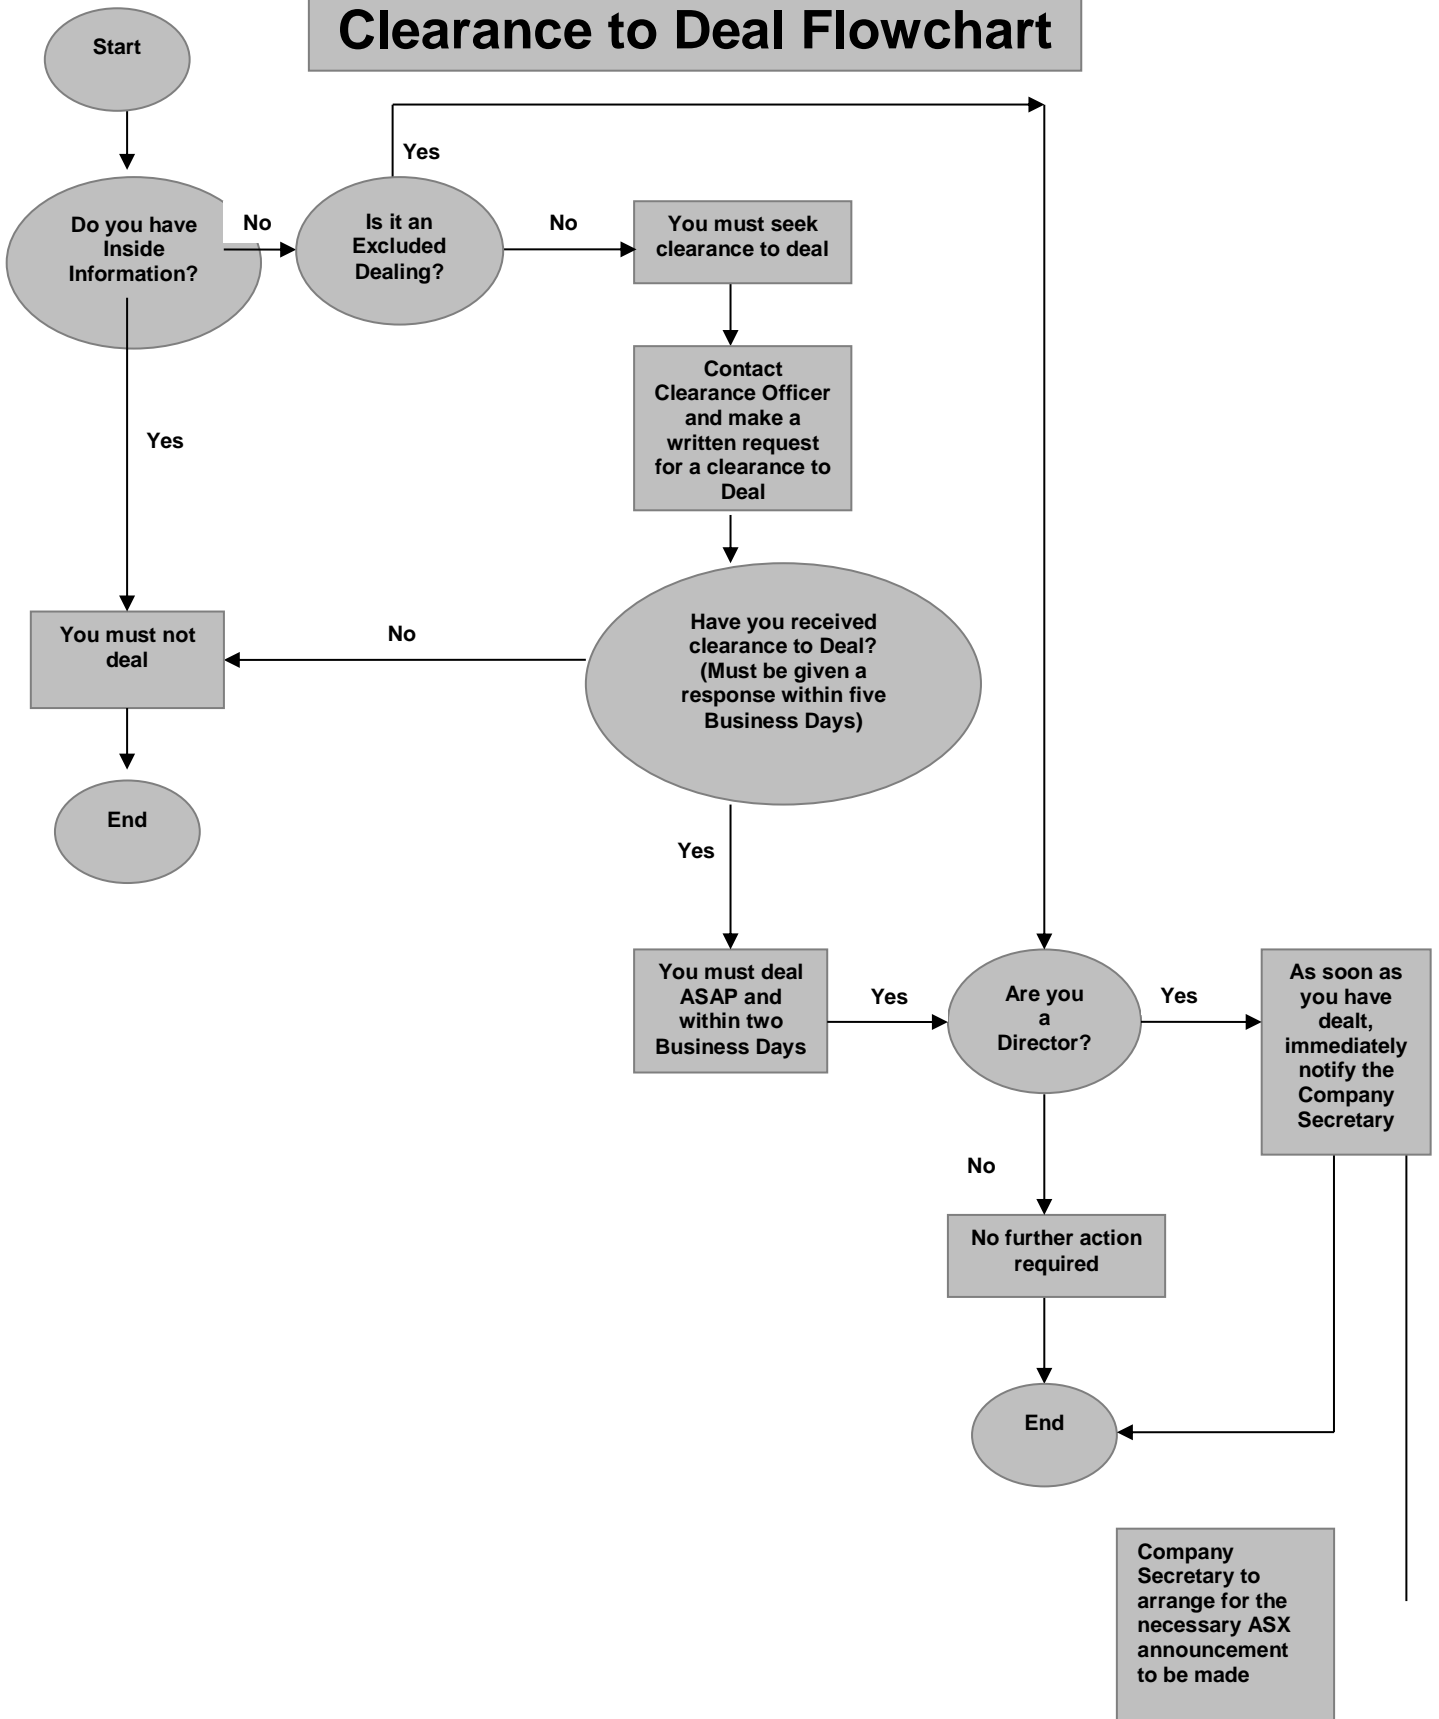 Clearance to Deal Flowchart
Start
Yes
Do you have
Inside
Information?
No
Is it an
Excluded
Dealing?
No
You must seek
clearance to deal
Contact
Clearance Officer
and make a
written request
for a clearance to
Deal
Yes
You must not
deal
No
Have you received
clearance to Deal?
(Must be given a
response within five
Business Days)
End
Yes
You must deal
ASAP and
within two
Business Days
Yes
Are you
a
Director?
Yes
As soon as
you have
dealt,
immediately
notify the
Company
Secretary
No
No further action
required
End
Company
Secretary to
arrange for the
necessary ASX
announcement
to be made